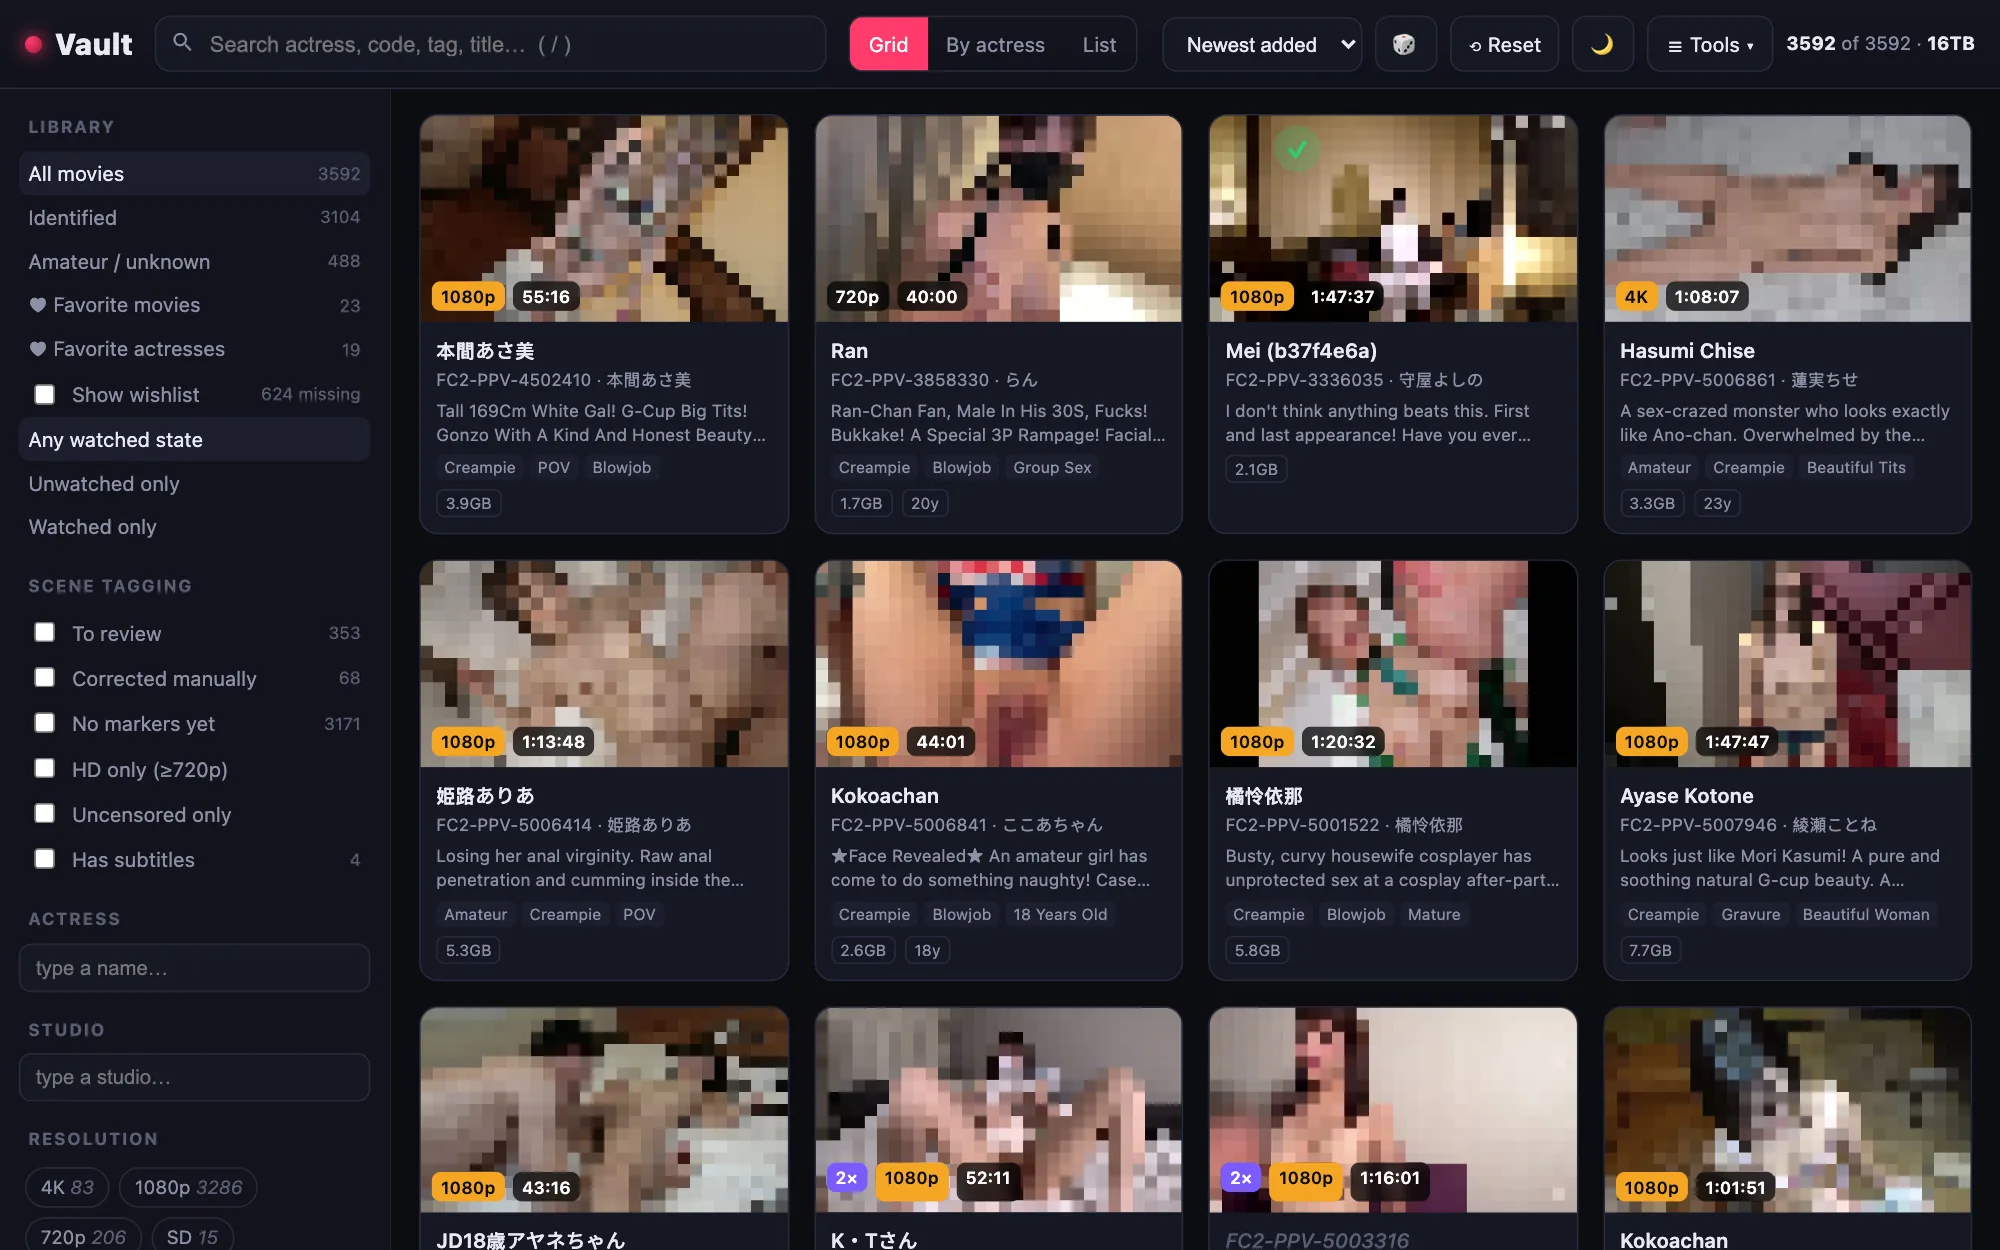 Vault
Search actress, code, tag, title… ( / )
Grid
By actress
List
Newest added
Reset
Tools
3592 of 3592 · 16TB
LIBRARY
All movies 3592
Identified 3104
Amateur / unknown 488
Favorite movies 23
Favorite actresses 19
Show wishlist 624 missing
Any watched state
Unwatched only
Watched only
SCENE TAGGING
To review 353
Corrected manually 68
No markers yet 3171
HD only (≥720p)
Uncensored only
Has subtitles 4
ACTRESS
type a name…
STUDIO
type a studio…
RESOLUTION
4K 83 1080p 3286
720p 206 SD 15
1080p 55:16
本間あさ美
FC2-PPV-4502410 · 本間あさ美
Tall 169Cm White Gal! G-Cup Big Tits!
Gonzo With A Kind And Honest Beauty…
Creampie POV Blowjob
3.9GB
720p 40:00
Ran
FC2-PPV-3858330 · らん
Ran-Chan Fan, Male In His 30S, Fucks!
Bukkake! A Special 3P Rampage! Facial…
Creampie Blowjob Group Sex
1.7GB 20y
1080p 1:47:37
Mei (b37f4e6a)
FC2-PPV-3336035 · 守屋よしの
I don't think anything beats this. First
and last appearance! Have you ever…
2.1GB
4K 1:08:07
Hasumi Chise
FC2-PPV-5006861 · 蓮実ちせ
A sex-crazed monster who looks exactly
like Ano-chan. Overwhelmed by the…
Amateur Creampie Beautiful Tits
3.3GB 23y
1080p 1:13:48
姫路ありあ
FC2-PPV-5006414 · 姫路ありあ
Losing her anal virginity. Raw anal
penetration and cumming inside the…
Amateur Creampie POV
5.3GB
1080p 44:01
Kokoachan
FC2-PPV-5006841 · ここあちゃん
★Face Revealed★ An amateur girl has
come to do something naughty! Case…
Creampie Blowjob 18 Years Old
2.6GB 18y
1080p 1:20:32
橘怜依那
FC2-PPV-5001522 · 橘怜依那
Busty, curvy housewife cosplayer has
unprotected sex at a cosplay after-part…
Creampie Blowjob Mature
5.8GB
1080p 1:47:47
Ayase Kotone
FC2-PPV-5007946 · 綾瀬ことね
Looks just like Mori Kasumi! A pure and
soothing natural G-cup beauty. A…
Creampie Gravure Beautiful Woman
7.7GB
1080p 43:16
JD18歳アヤネちゃん
2× 1080p 52:11
K・Tさん
2× 1080p 1:16:01
FC2-PPV-5003316
1080p 1:01:51
Kokoachan